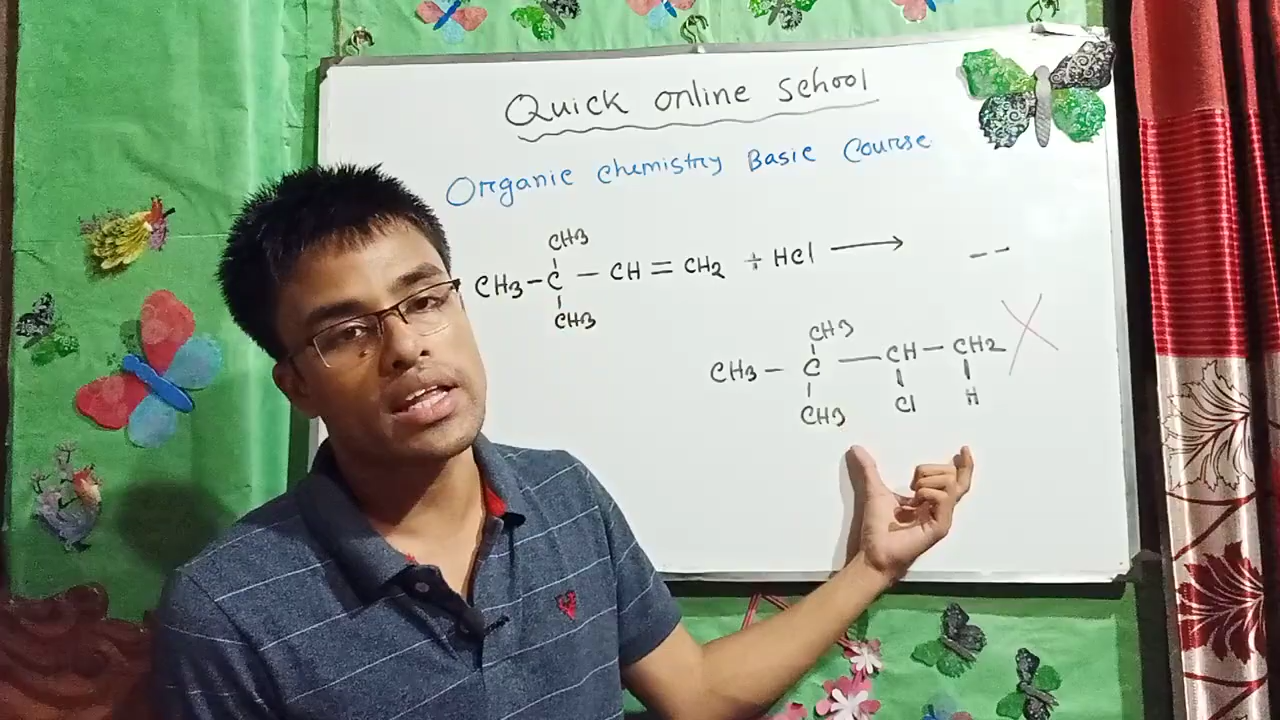 Quick online school
Organic chemistry Basic Course
CH3
CH3 - C - CH = CH2 + HCl ⟶ --
CH3
CH3
CH3 - C — CH - CH2
CH3 Cl H